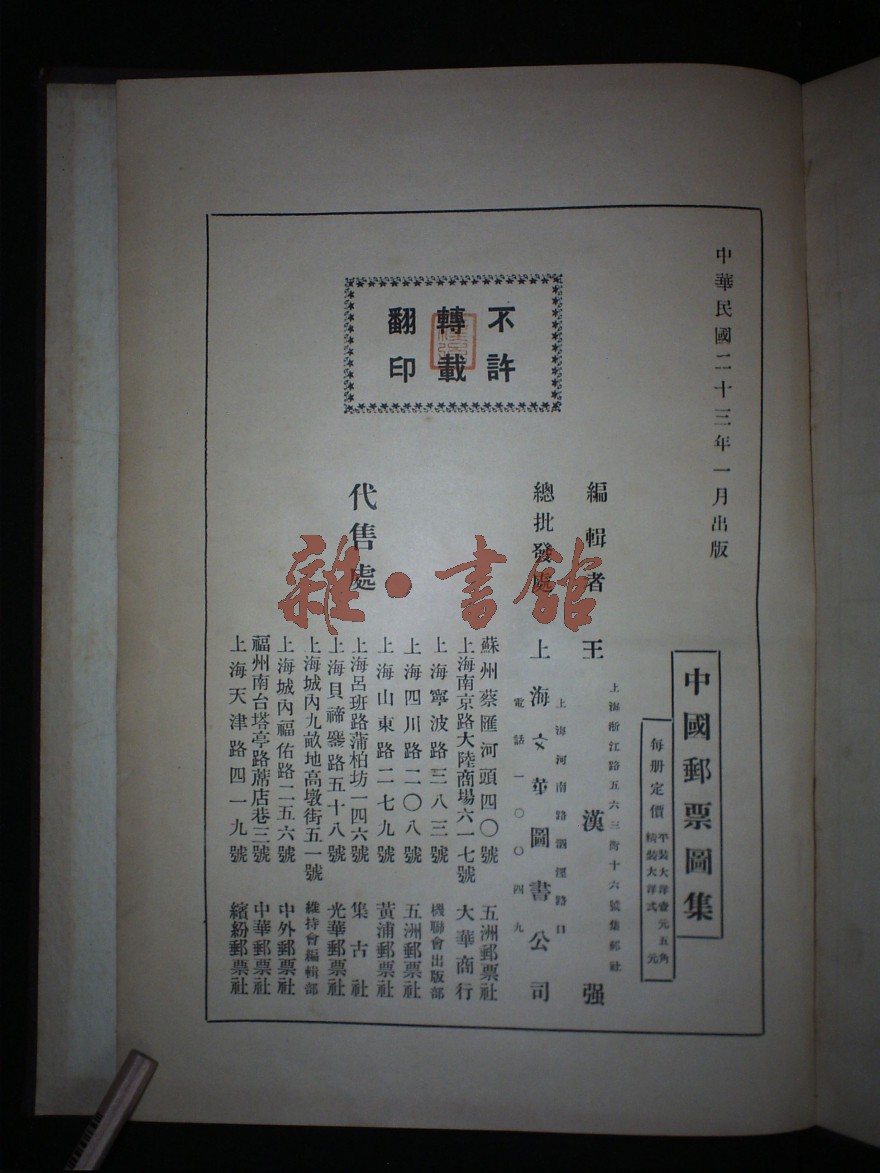 中華民國二十三年一月出版
中國郵票圖集
每册定價
平裝大洋壹元五角
精裝大洋弍元
編輯者
王漢强
上海浙江路五六三衖十六號集郵社
總批發處
上海文華圖書公司
上海河南路泗涇路口
電話一〇〇四九
不許
轉載
翻印
代售處
蘇州蔡匯河頭四〇號 五洲郵票社
上海南京路大陸商場六一七號 大華商行
上海寧波路三八三號 機聯會出版部
上海四川路二〇八號 五洲郵票社
上海山東路二七九號 黃浦郵票社
上海呂班路蒲柏坊一四六號 集古社
上海貝禘鏖路五十八號 光華郵票社
上海城內九畝地高墩街五一號 維持會編輯部
上海城內福佑路二五六號 中外郵票社
福州南台塔亭路蓆店巷三號 中華郵票社
上海天津路四一九號 繽紛郵票社
雜·書館